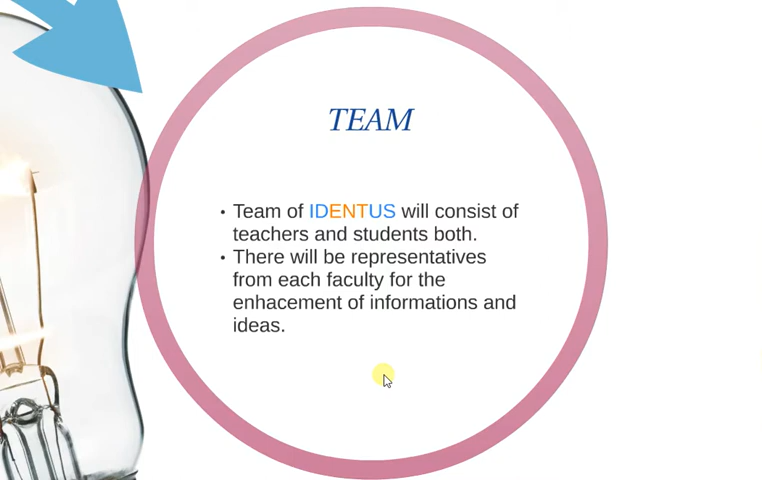 TEAM
• Team of IDENTUS will consist of
teachers and students both.
• There will be representatives
from each faculty for the
enhacement of informations and
ideas.